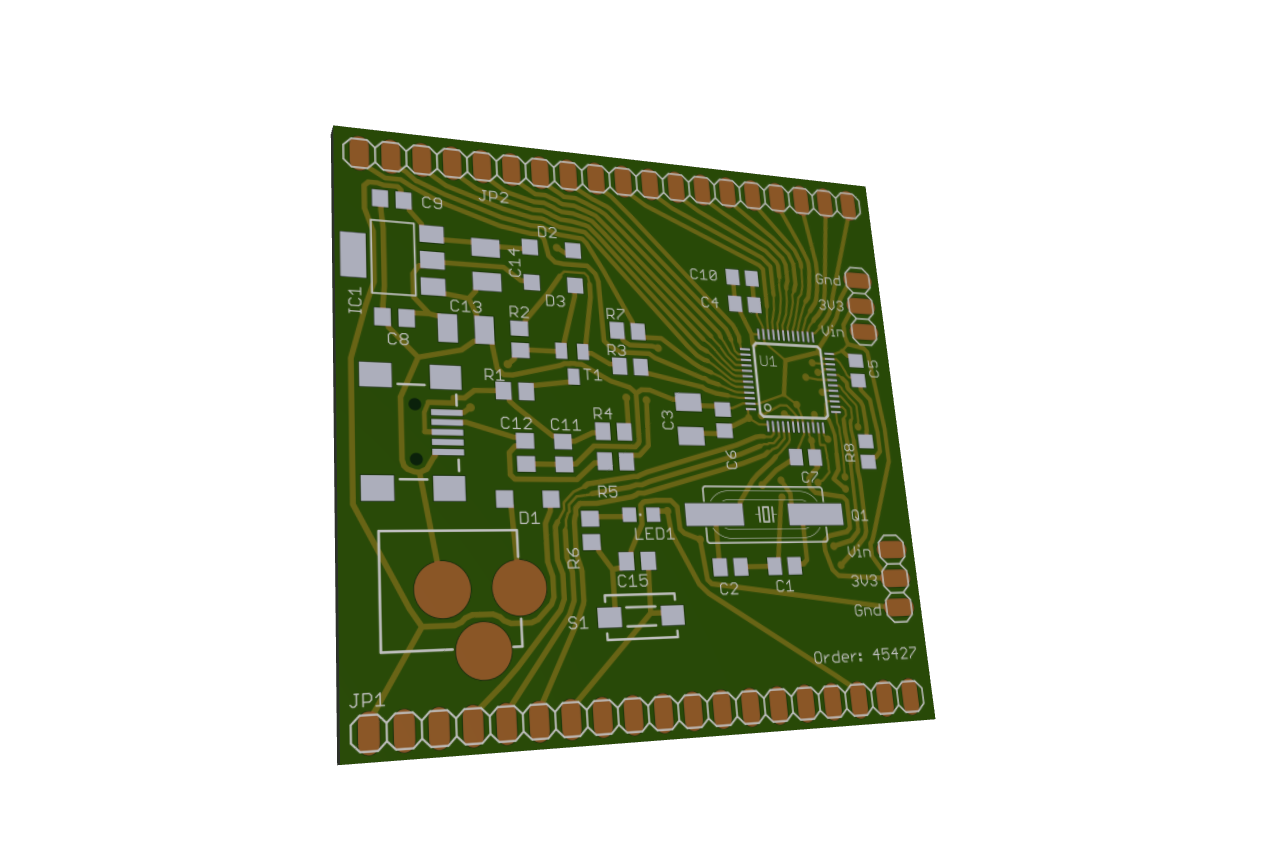 JP2
C9
D2
C14
C10
Gnd
IC1
D3
C4
3V3
C13
R2
R7
Vin
C8
R3
U1
C5
R1
T1
C12
C11
R4
C3
R8
C6
C7
R5
D1
Q1
LED1
R6
Vin
C15
C2
C1
3V3
S1
Gnd
Order: 45427
JP1